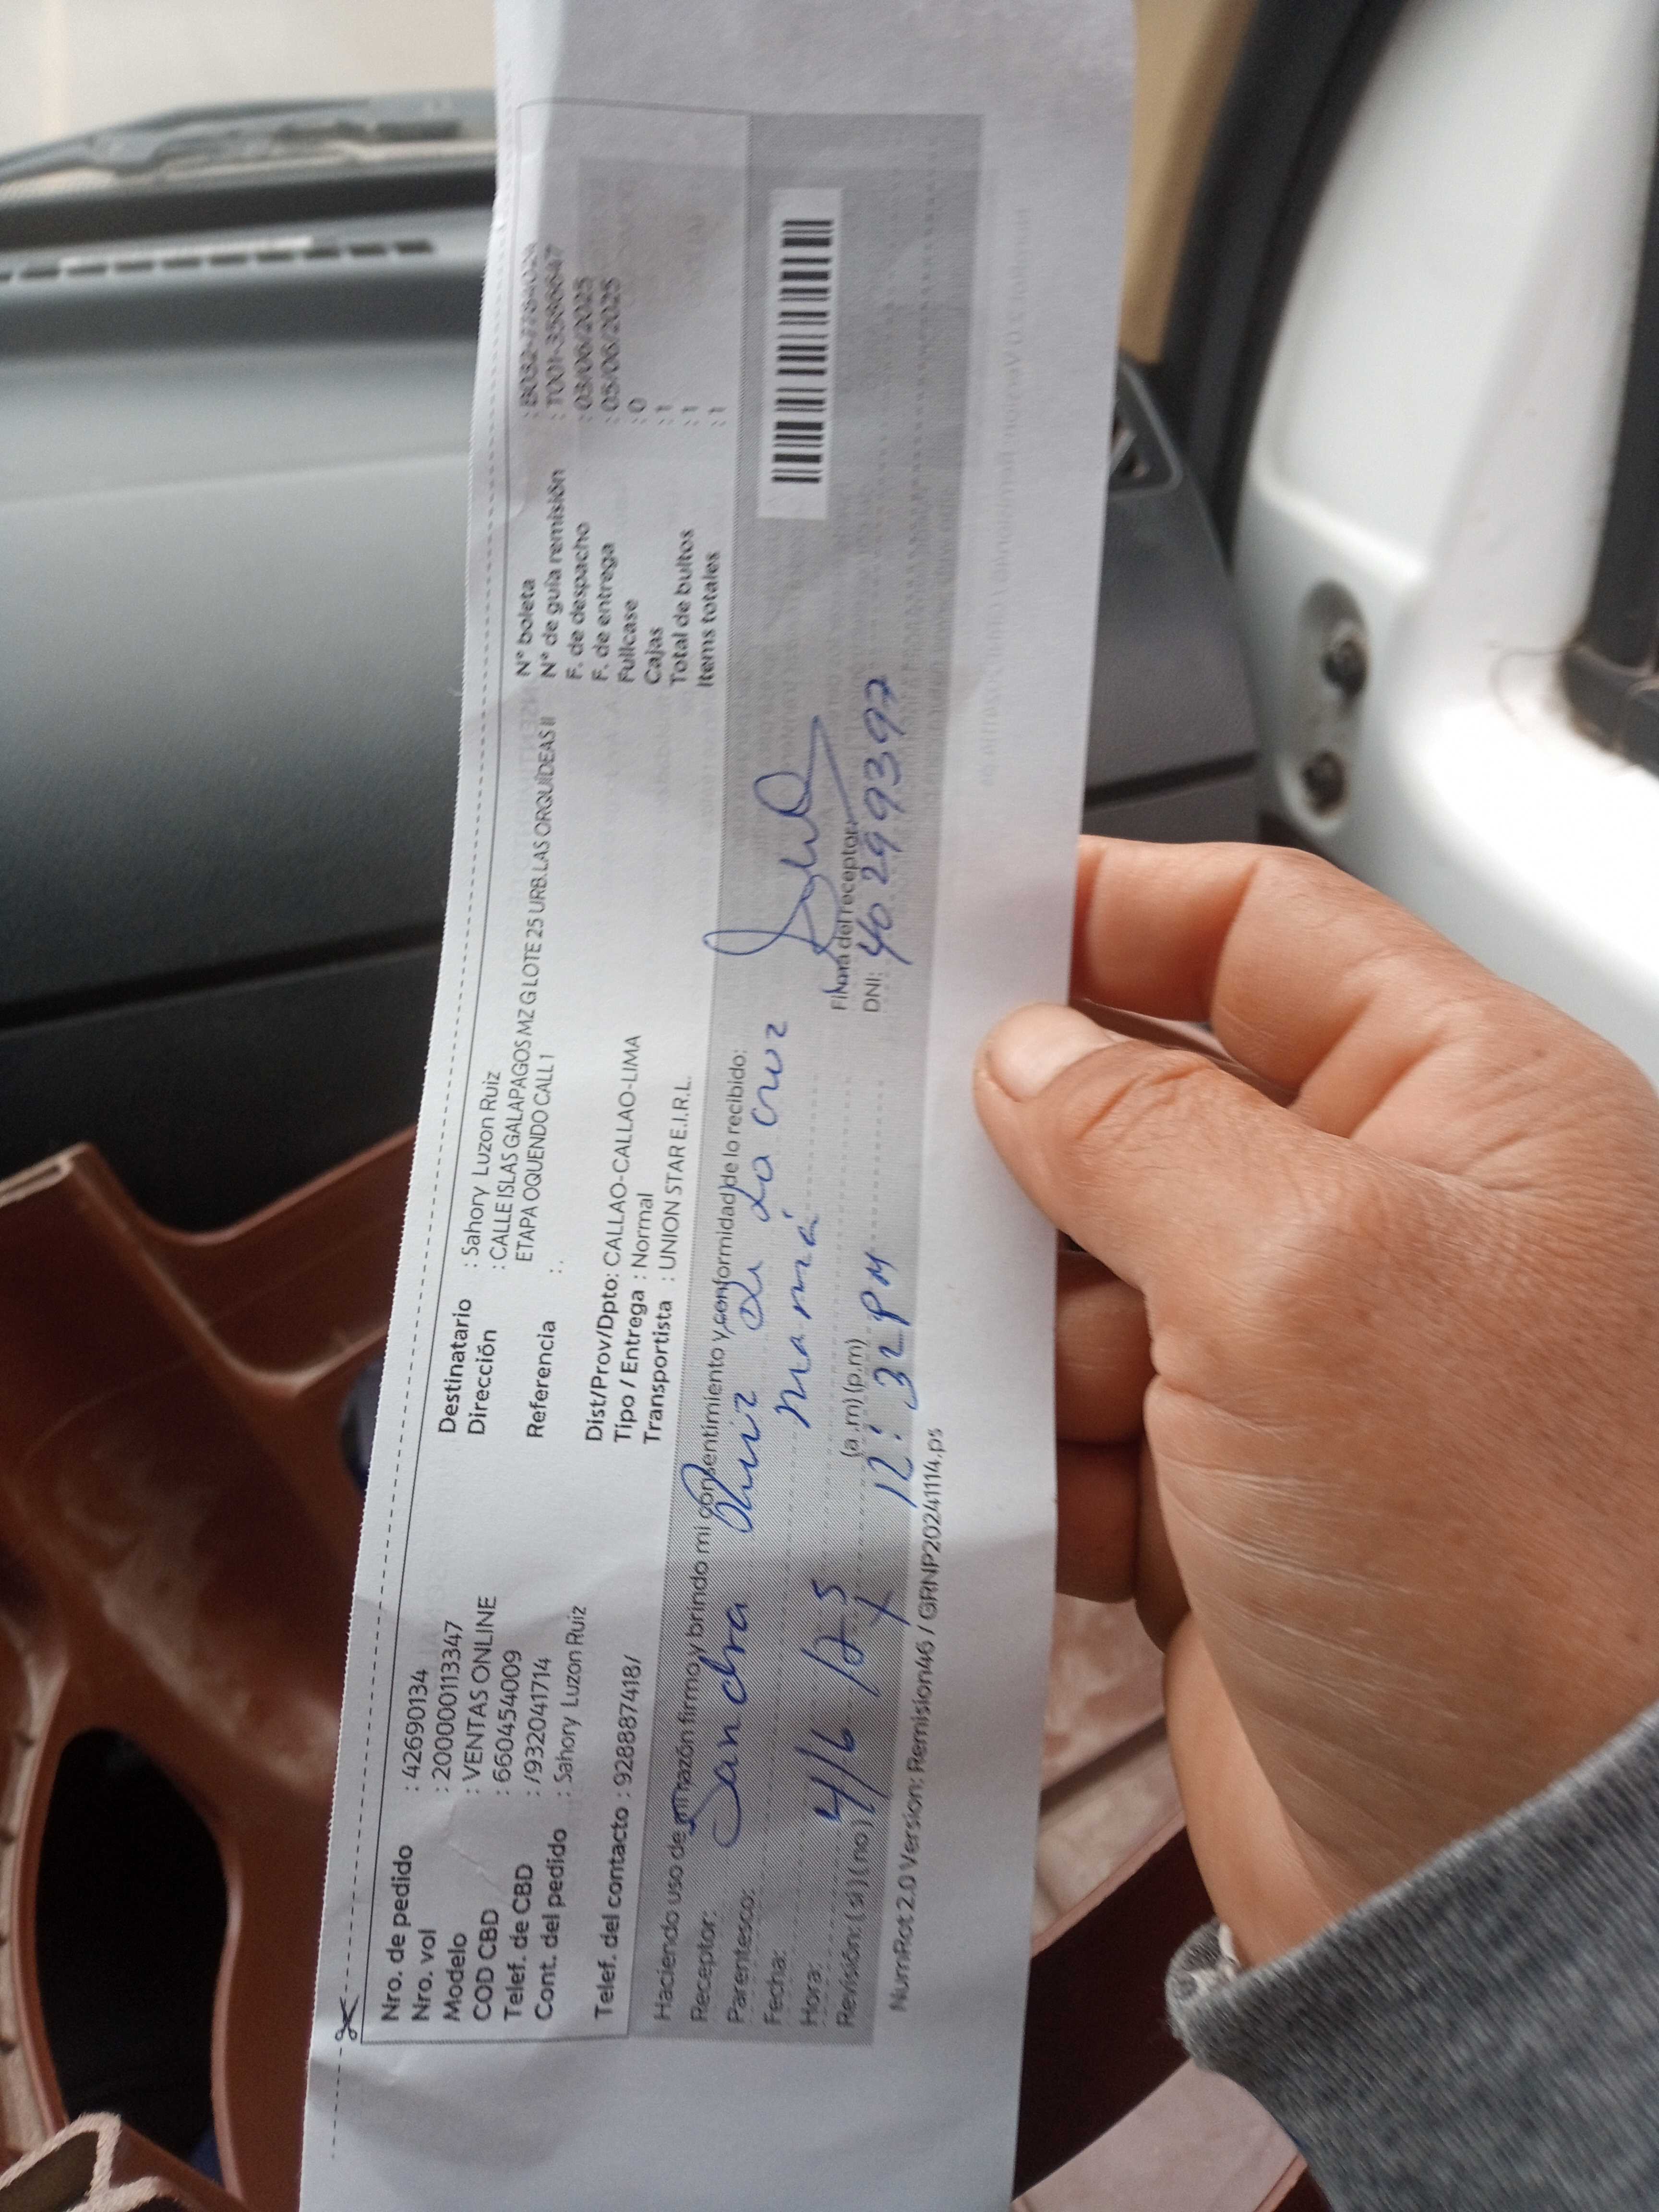 Nro. de pedido : 42690134
Nro. vol : 200000113347
Modelo : VENTAS ONLINE
COD CBD : 660454009
Telef. de CBD : /932041714
Cont. del pedido : Sahory Luzon Ruiz
Telef. del contacto : 928887418/
Destinatario : Sahory Luzon Ruiz
Dirección : CALLE ISLAS GALAPAGOS MZ G LOTE 25 URB.LAS ORQUÍDEAS II
ETAPA OQUENDO CALL 1
Referencia : .
Dist/Prov/Dpto: CALLAO-CALLAO-LIMA
Tipo / Entrega : Normal
Transportista : UNION STAR E.I.R.L.
N° boleta
N° de guía remisión : T001-3586647
F. de despacho : 03/06/2025
F. de entrega : 05/06/2025
Fullcase : 0
Cajas : 1
Total de bultos : 1
Items totales : 1
Haciendo uso de mi razón firmo y brindo mi consentimiento y conformidad de lo recibido:
Receptor: Sandra Ruiz de La Cruz
Parentesco: mamá
Fecha: 4/6/25
Hora: 12:32 PM (a.m) (p.m)
Revisión: (si) (no)
Firma del receptor
DNI: 40299397
NumRot 2.0 Version: Remision46 / GRNP20241114.ps